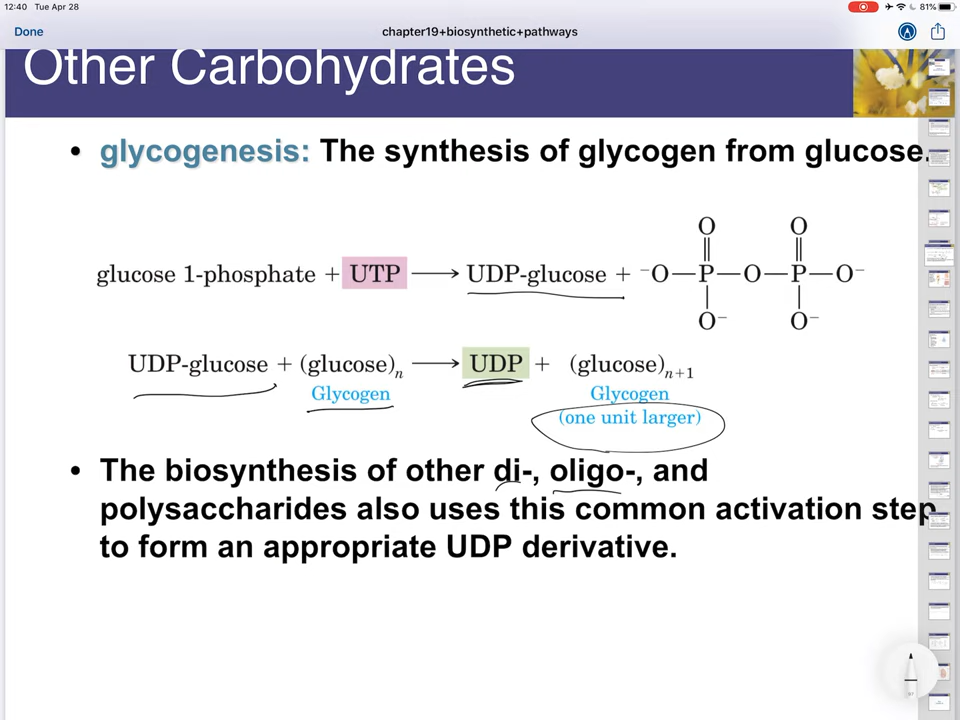 12:40 Tue Apr 28
81%
Done
chapter19+biosynthetic+pathways
Other Carbohydrates
• glycogenesis: The synthesis of glycogen from glucose.
O O
glucose 1-phosphate + UTP ⟶ UDP-glucose + ⁻O—P—O—P—O⁻
O⁻ O⁻
UDP-glucose + (glucose)n ⟶ UDP + (glucose)n+1
Glycogen Glycogen
(one unit larger)
• The biosynthesis of other di-, oligo-, and
polysaccharides also uses this common activation step
to form an appropriate UDP derivative.